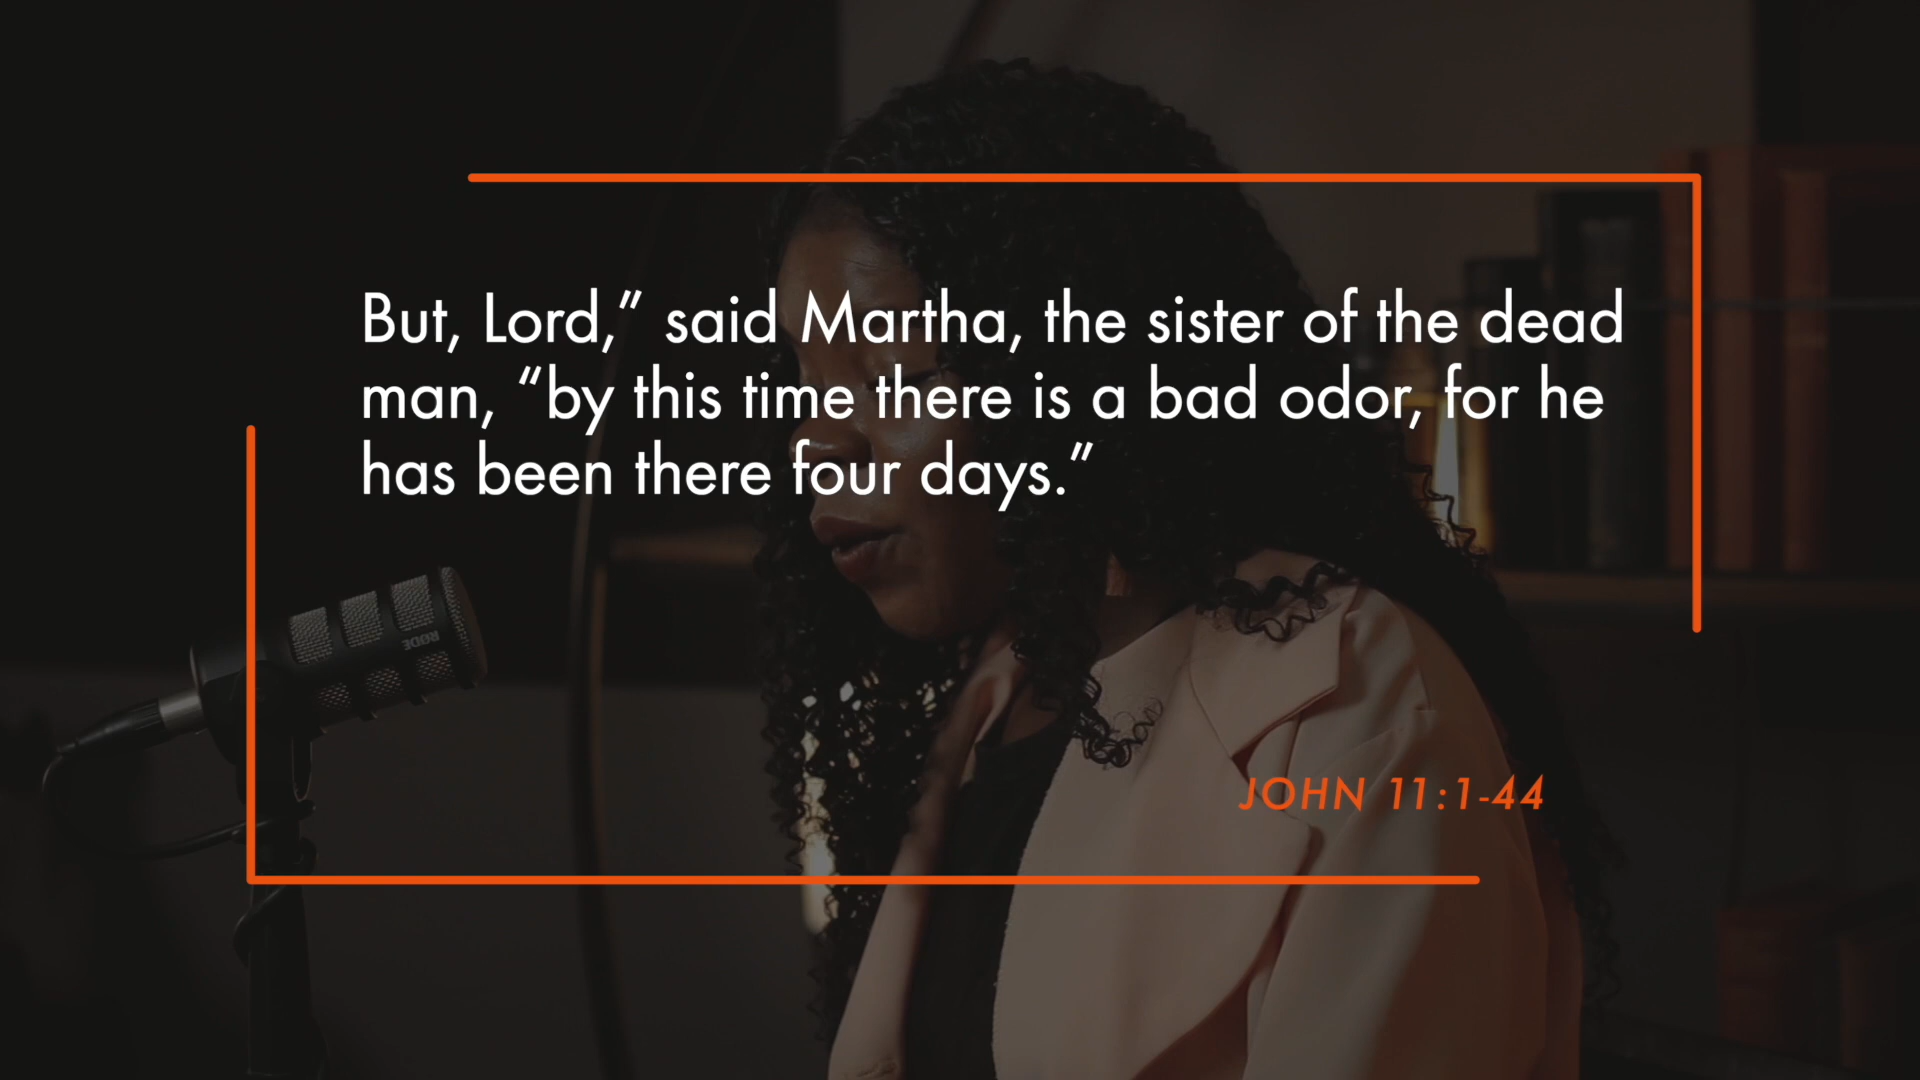 But, Lord,” said Martha, the sister of the dead
man, “by this time there is a bad odor, for he
has been there four days.”
RØDE
JOHN 11:1-44